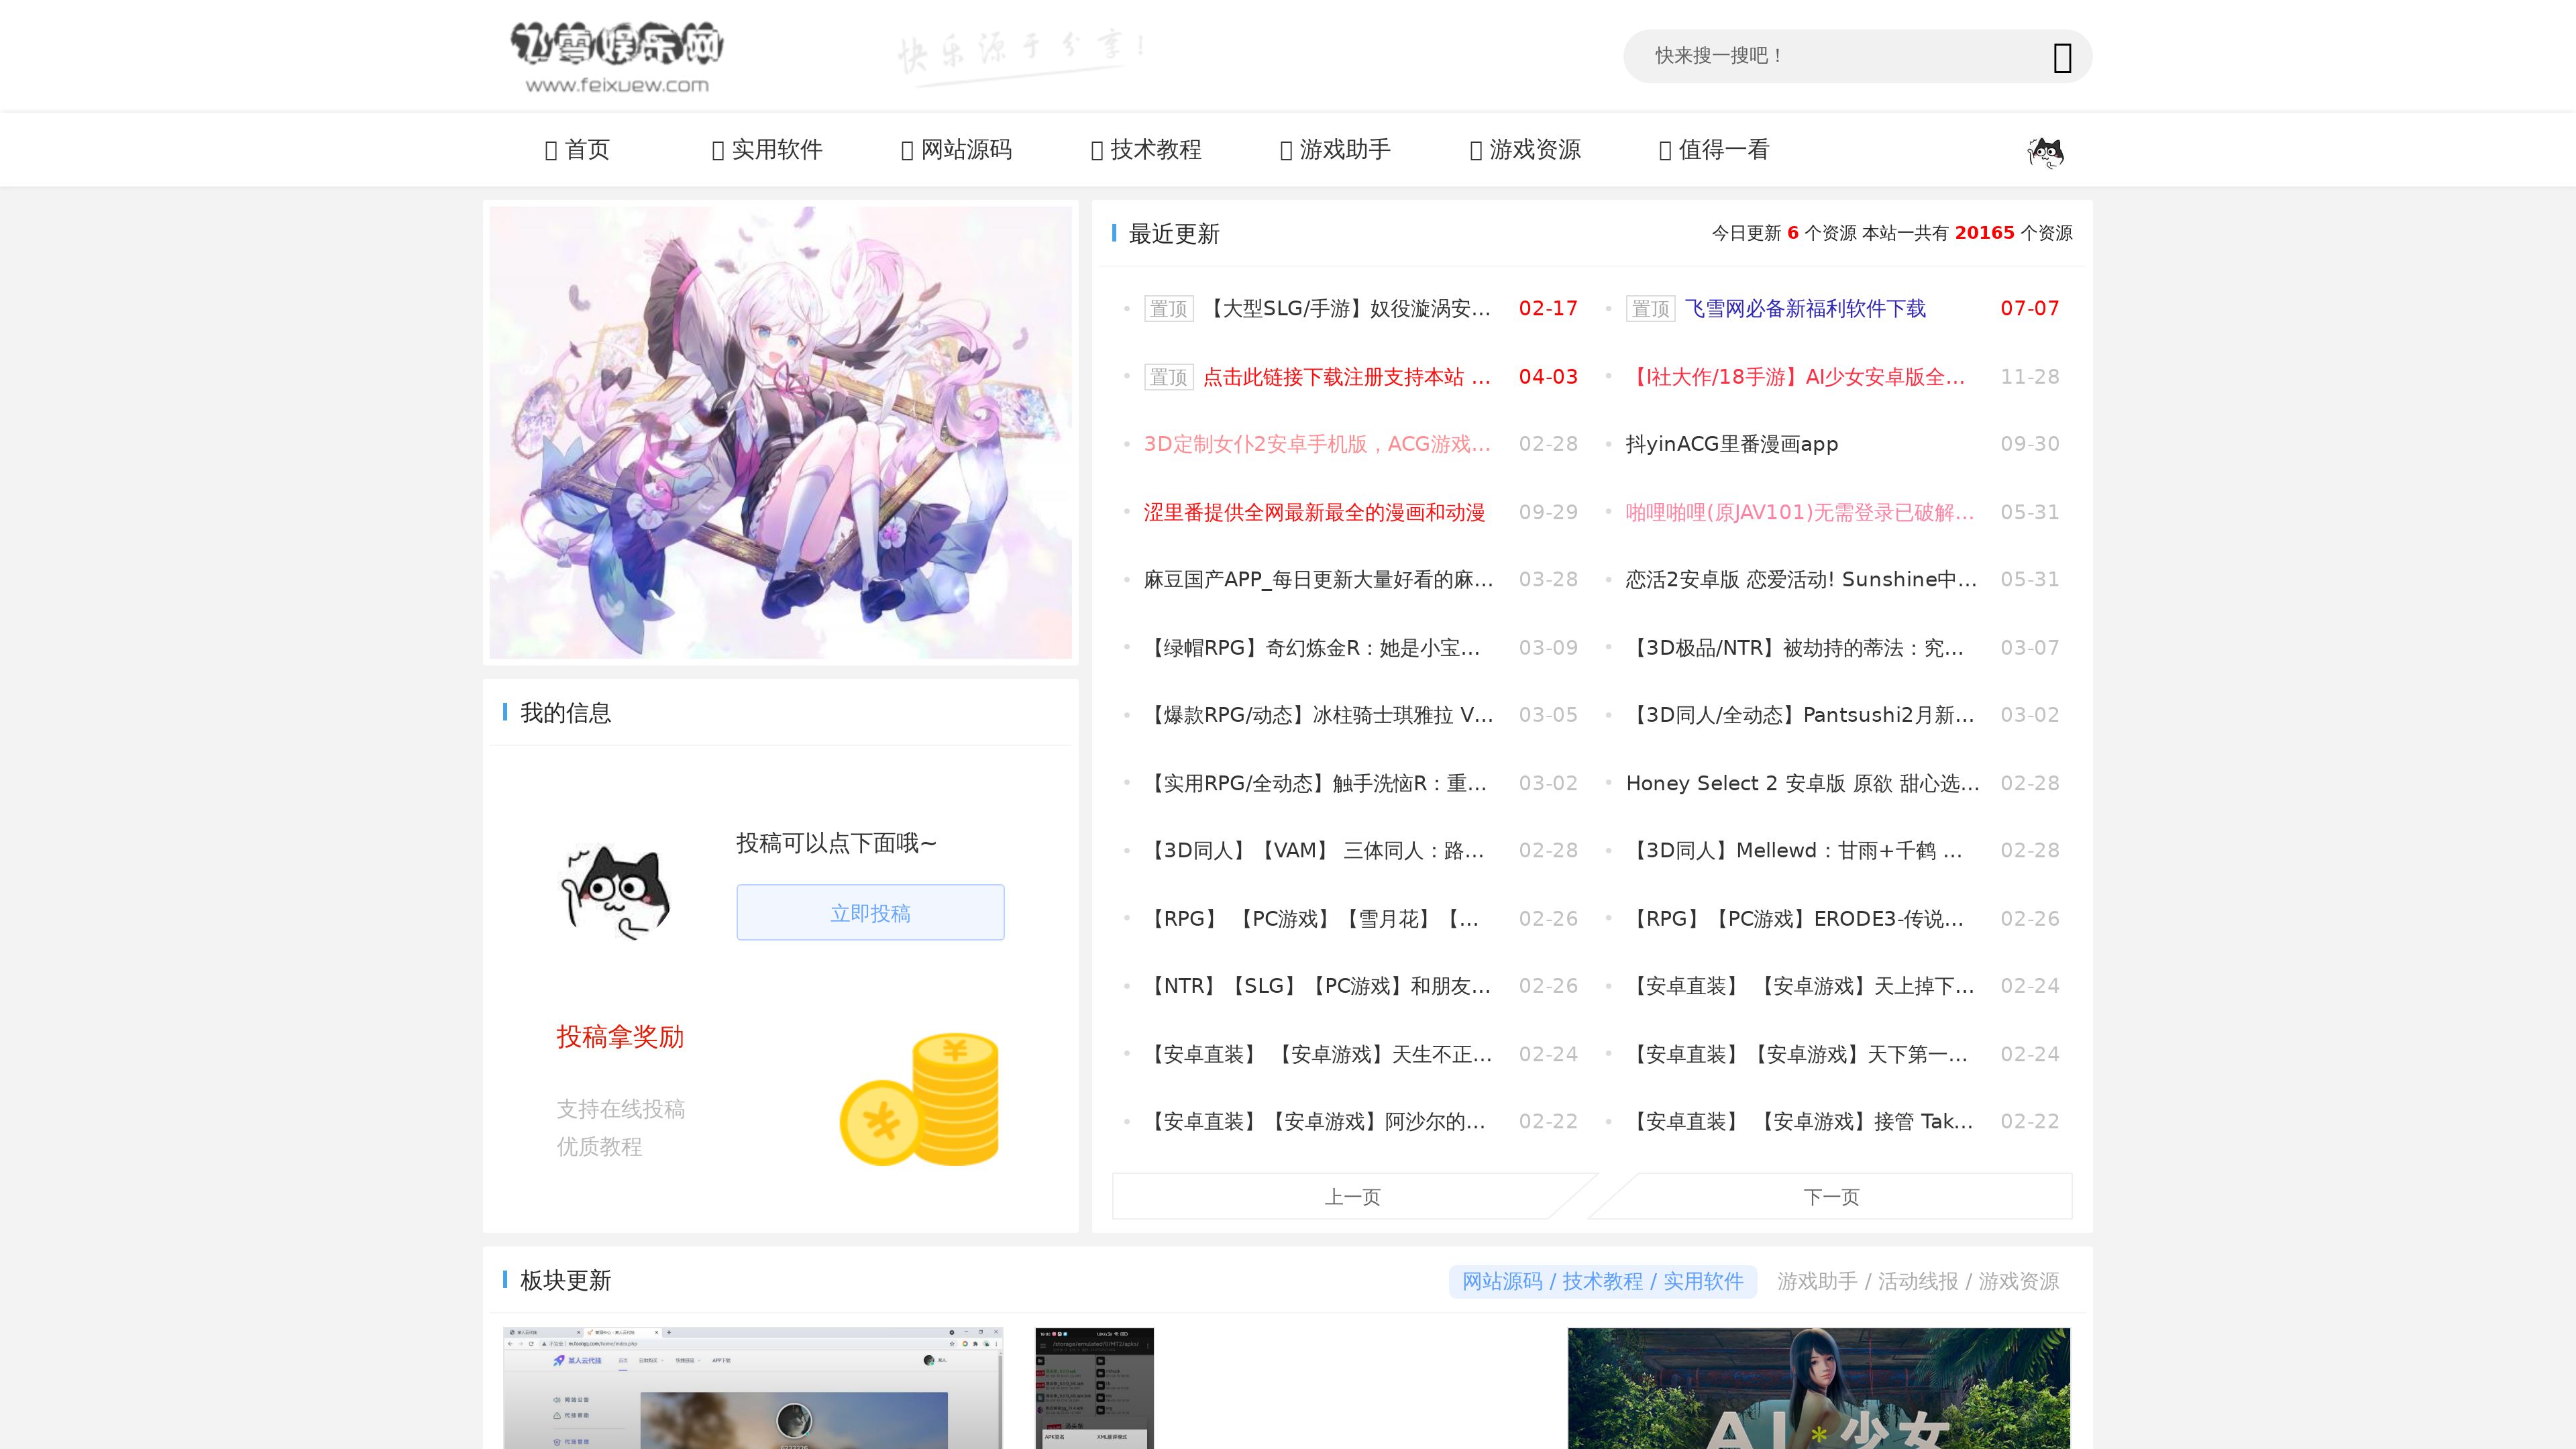 飞雪娱乐网
www.feixuew.com
快乐源于分享!
快来搜一搜吧！
首页
实用软件
网站源码
技术教程
游戏助手
游戏资源
值得一看
最近更新
今日更新 6 个资源 本站一共有 20165 个资源
置顶 【大型SLG/手游】奴役漩涡安... 02-17
置顶 飞雪网必备新福利软件下载 07-07
置顶 点击此链接下载注册支持本站 ... 04-03
【I社大作/18手游】AI少女安卓版全... 11-28
3D定制女仆2安卓手机版，ACG游戏... 02-28
抖yinACG里番漫画app 09-30
涩里番提供全网最新最全的漫画和动漫 09-29
啪哩啪哩(原JAV101)无需登录已破解... 05-31
麻豆国产APP_每日更新大量好看的麻... 03-28
恋活2安卓版 恋爱活动! Sunshine中... 05-31
【绿帽RPG】奇幻炼金R：她是小宝... 03-09
【3D极品/NTR】被劫持的蒂法：究... 03-07
【爆款RPG/动态】冰柱骑士琪雅拉 V... 03-05
【3D同人/全动态】Pantsushi2月新... 03-02
【实用RPG/全动态】触手洗恼R：重... 03-02
Honey Select 2 安卓版 原欲 甜心选... 02-28
【3D同人】【VAM】 三体同人：路... 02-28
【3D同人】Mellewd：甘雨+千鹤 ... 02-28
【RPG】 【PC游戏】【雪月花】【... 02-26
【RPG】【PC游戏】ERODE3-传说... 02-26
【NTR】【SLG】【PC游戏】和朋友... 02-26
【安卓直装】 【安卓游戏】天上掉下... 02-24
【安卓直装】 【安卓游戏】天生不正... 02-24
【安卓直装】【安卓游戏】天下第一... 02-24
【安卓直装】【安卓游戏】阿沙尔的... 02-22
【安卓直装】 【安卓游戏】接管 Tak... 02-22
上一页
下一页
我的信息
投稿可以点下面哦~
立即投稿
投稿拿奖励
支持在线投稿
优质教程
板块更新
网站源码 / 技术教程 / 实用软件
游戏助手 / 活动线报 / 游戏资源
某人云代挂
APP下载
网站公告
代挂帮助
AI*少女